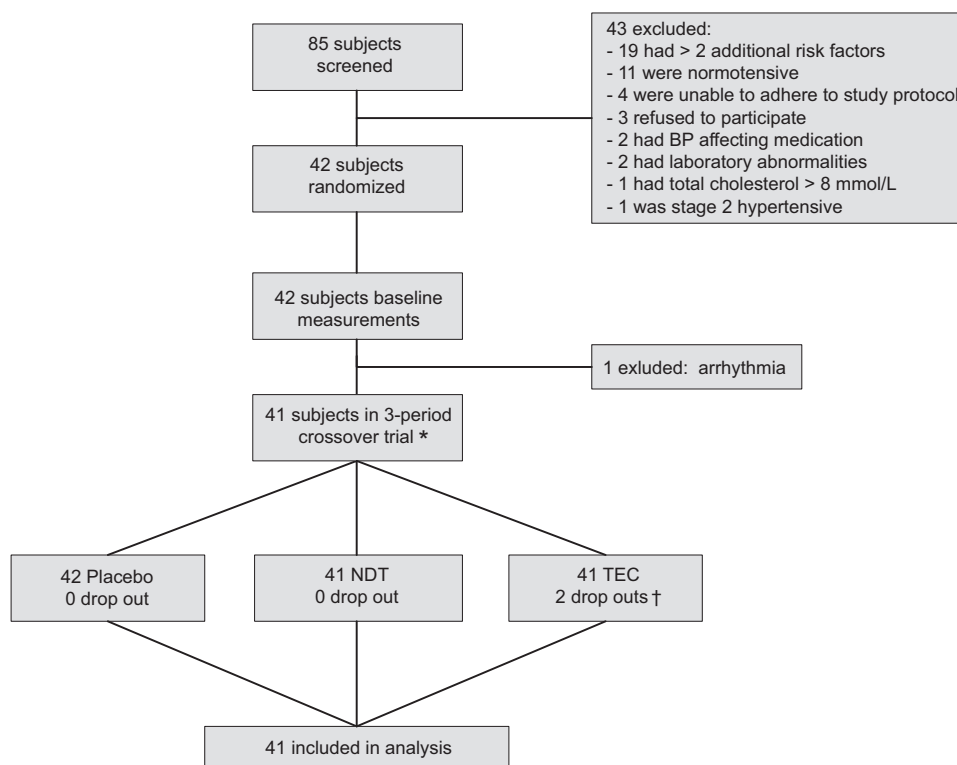 85 subjects
screened
43 excluded:
- 19 had > 2 additional risk factors
- 11 were normotensive
- 4 were unable to adhere to study protocol
- 3 refused to participate
- 2 had BP affecting medication
- 2 had laboratory abnormalities
- 1 had total cholesterol > 8 mmol/L
- 1 was stage 2 hypertensive
42 subjects
randomized
42 subjects baseline
measurements
1 exluded: arrhythmia
41 subjects in 3-period
crossover trial *
42 Placebo
0 drop out
41 NDT
0 drop out
41 TEC
2 drop outs †
41 included in analysis